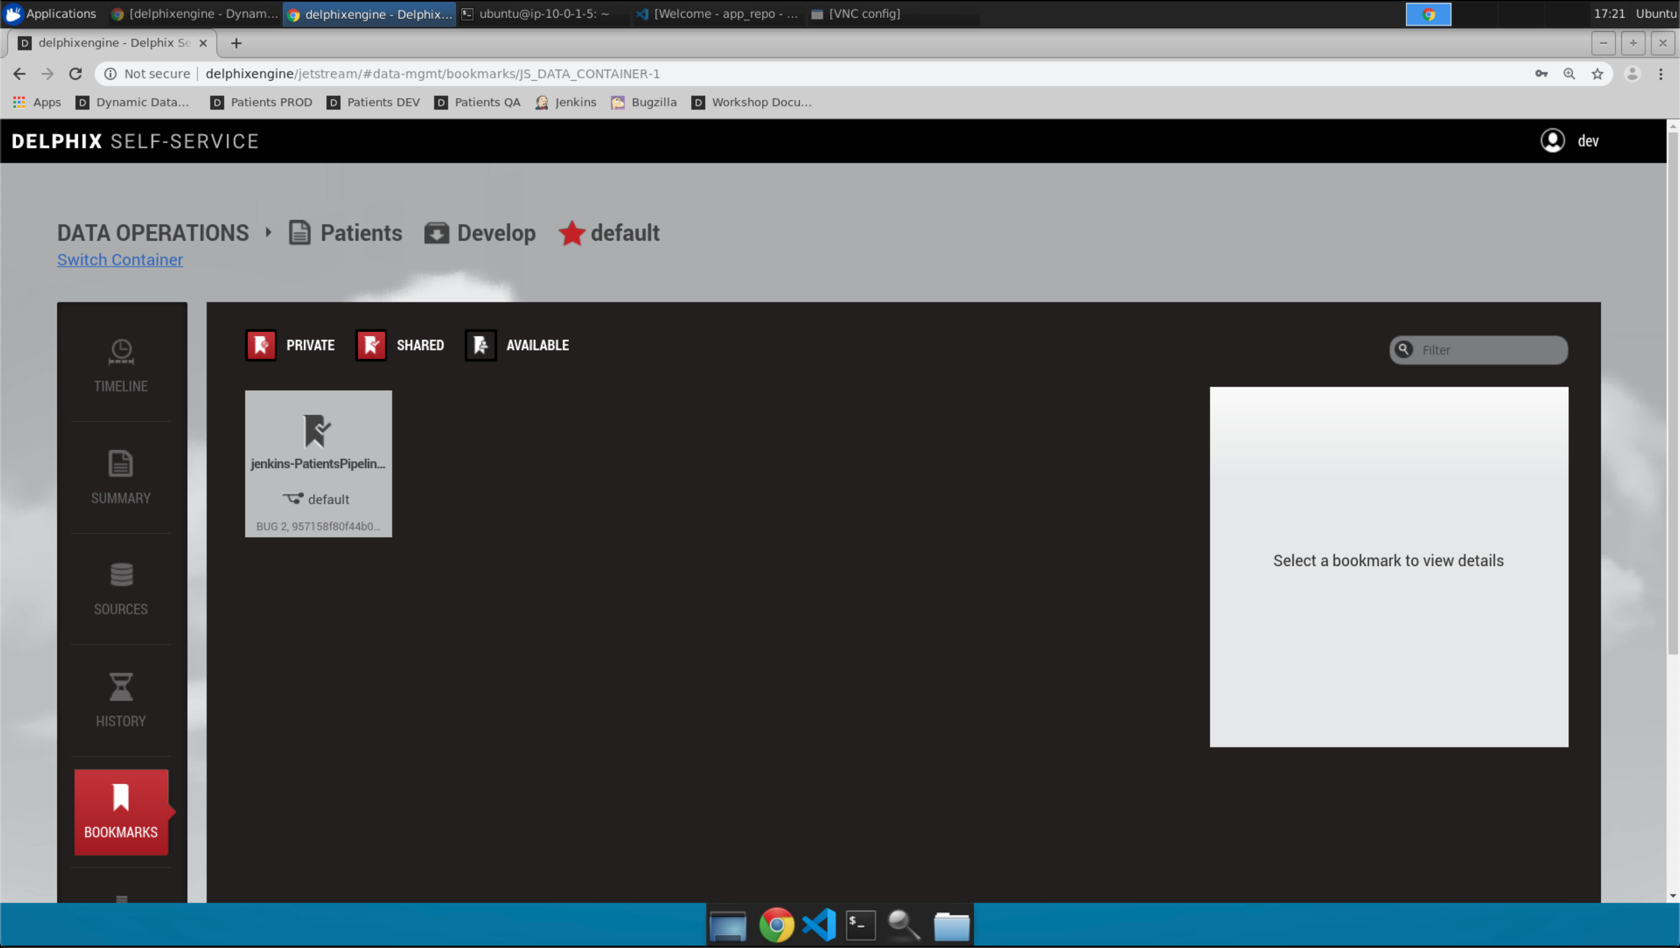 Applications
[delphixengine - Dynam...
delphixengine - Delphix...
ubuntu@ip-10-0-1-5: ~
[Welcome - app_repo - ...
[VNC config]
17:21 Ubuntu
delphixengine - Delphix Se
Not secure
delphixengine/jetstream/#data-mgmt/bookmarks/JS_DATA_CONTAINER-1
Apps
Dynamic Data...
Patients PROD
Patients DEV
Patients QA
Jenkins
Bugzilla
Workshop Docu...
DELPHIX SELF-SERVICE
dev
DATA OPERATIONS
Patients
Develop
default
Switch Container
TIMELINE
SUMMARY
SOURCES
HISTORY
BOOKMARKS
PRIVATE
SHARED
AVAILABLE
Filter
jenkins-PatientsPipelin...
default
BUG 2, 957158f80f44b0...
Select a bookmark to view details